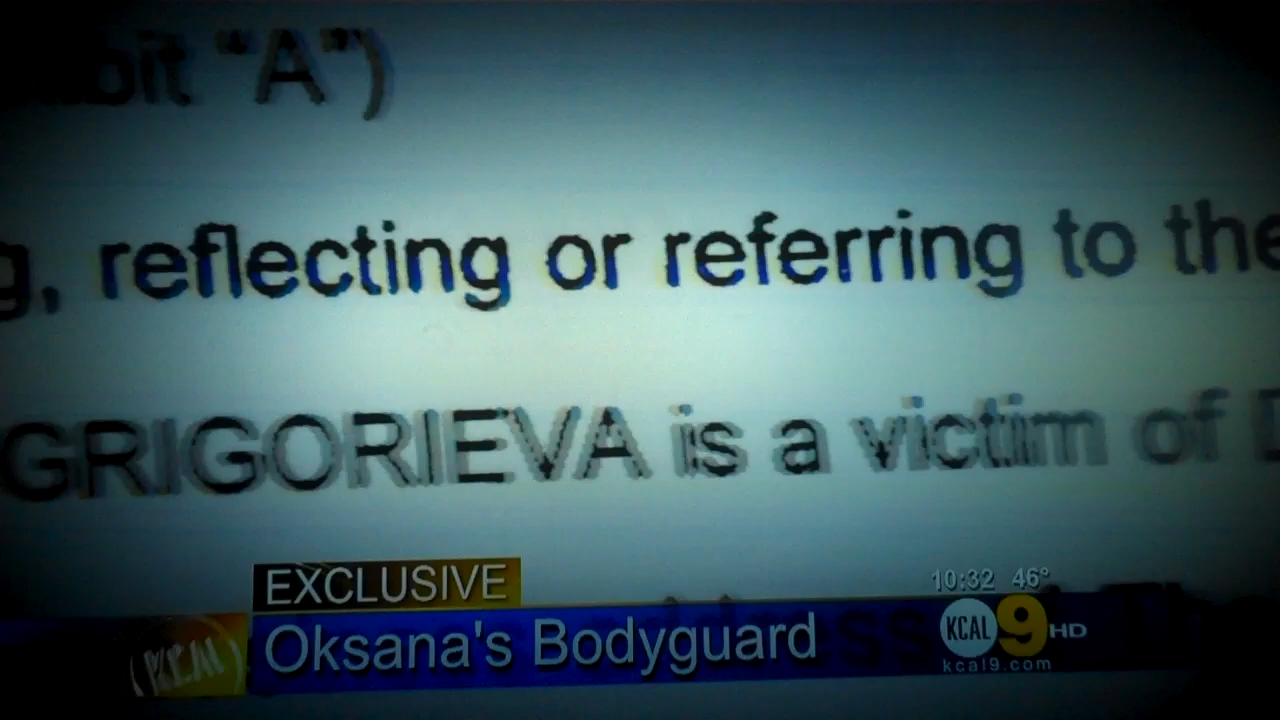 bit "A")
g, reflecting or referring to the
GRIGORIEVA is a victim of
EXCLUSIVE
10:32 46°
Oksana's Bodyguard
KCAL 9 HD
kcal9.com